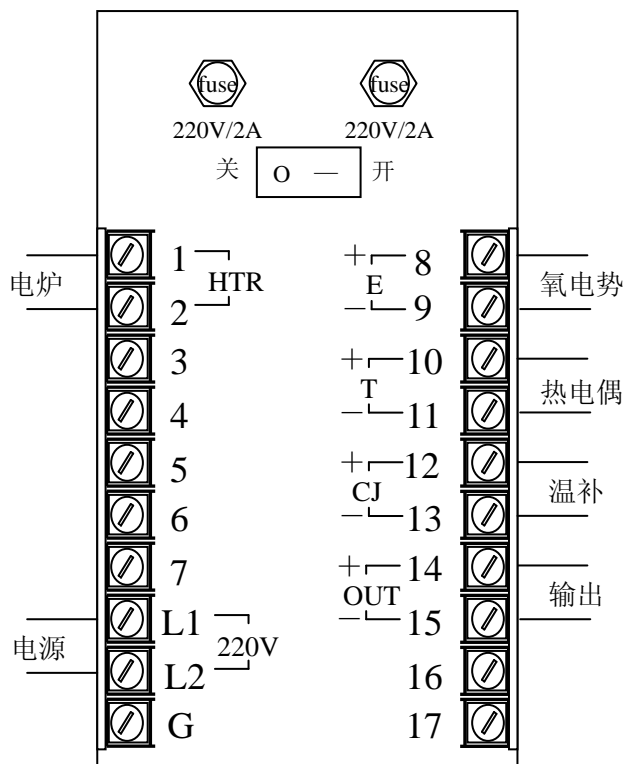 fuse fuse
220V/2A 220V/2A
关 O — 开
1 + 8
电炉 HTR E 氧电势
2 − 9
3 + 10
T 热电偶
4 − 11
5 + 12
CJ 温补
6 − 13
7 + 14
L1 OUT 输出
电源 220V − 15
L2 16
G 17